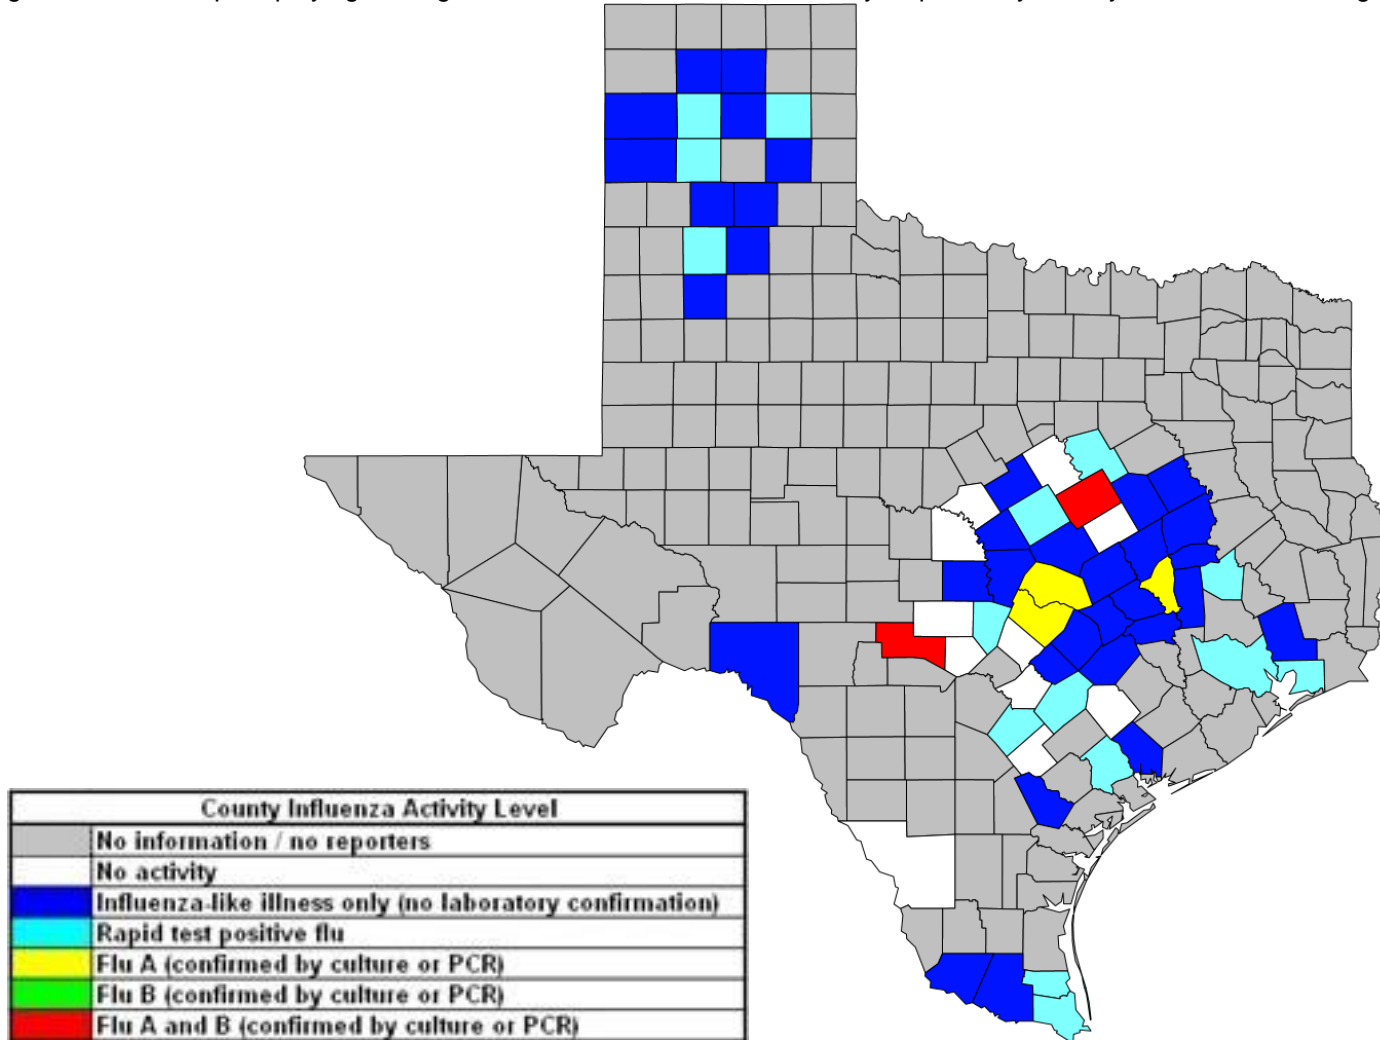 County Influenza Activity Level
No information / no reporters
No activity
Influenza-like illness only (no laboratory confirmation)
Rapid test positive flu
Flu A (confirmed by culture or PCR)
Flu B (confirmed by culture or PCR)
Flu A and B (confirmed by culture or PCR)